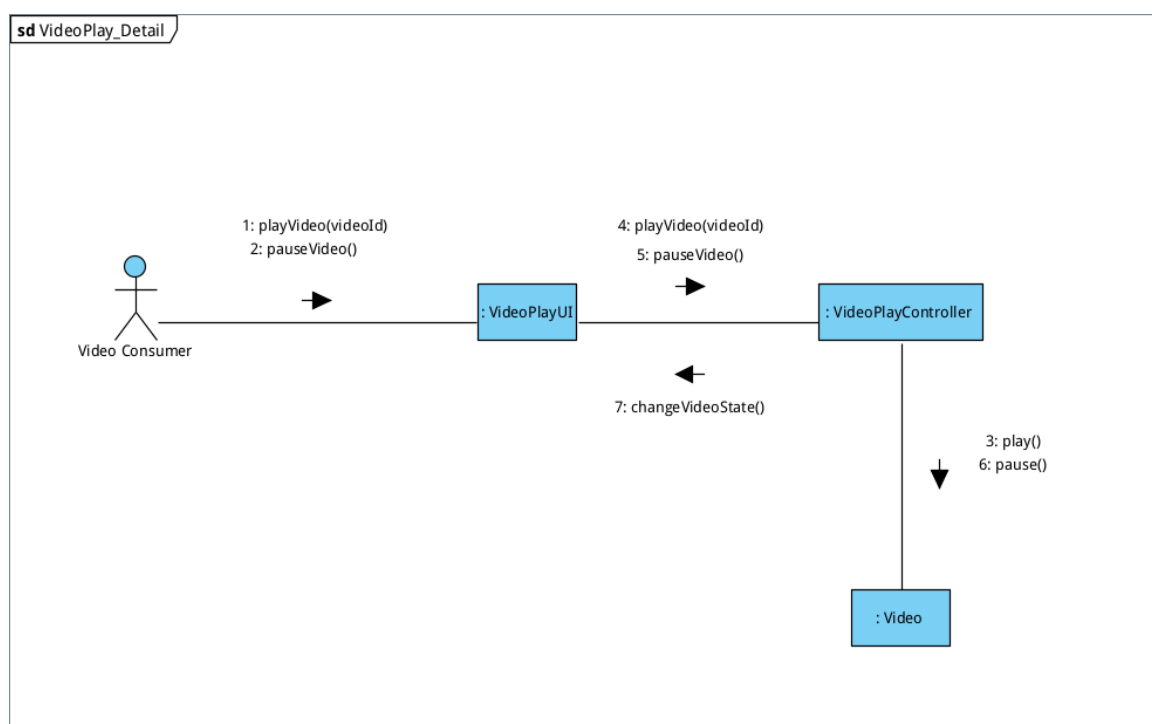 sd VideoPlay_Detail
1: playVideo(videoId)
2: pauseVideo()
4: playVideo(videoId)
5: pauseVideo()
Video Consumer
: VideoPlayUI
: VideoPlayController
7: changeVideoState()
3: play()
6: pause()
: Video